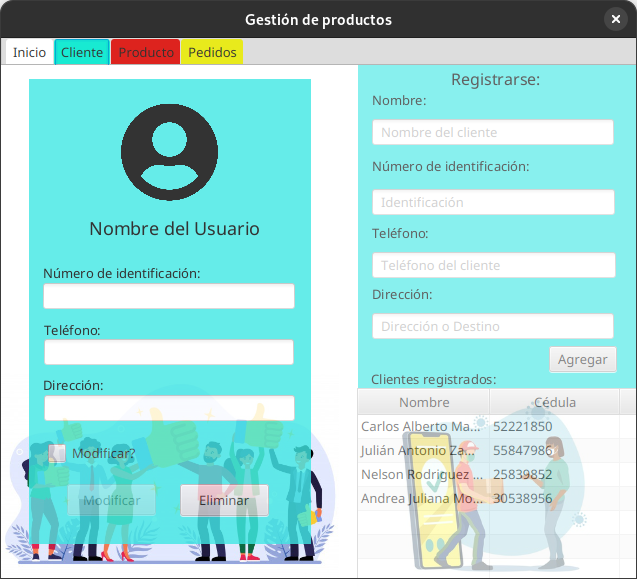 Gestión de productos
Inicio Cliente Producto Pedidos
Nombre del Usuario
Número de identificación:
Teléfono:
Dirección:
Modificar?
Modificar Eliminar
Registrarse:
Nombre:
Nombre del cliente
Número de identificación:
Identificación
Teléfono:
Teléfono del cliente
Dirección:
Dirección o Destino
Agregar
Clientes registrados:
Nombre Cédula
Carlos Alberto Ma... 52221850
Julián Antonio Za... 55847986
Nelson Rodriguez ... 25839852
Andrea Juliana Mo... 30538956